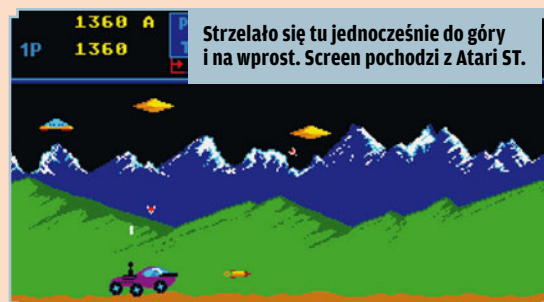 1360 A P
1P 1360 T
Strzelało się tu jednocześnie do góry
i na wprost. Screen pochodzi z Atari ST.